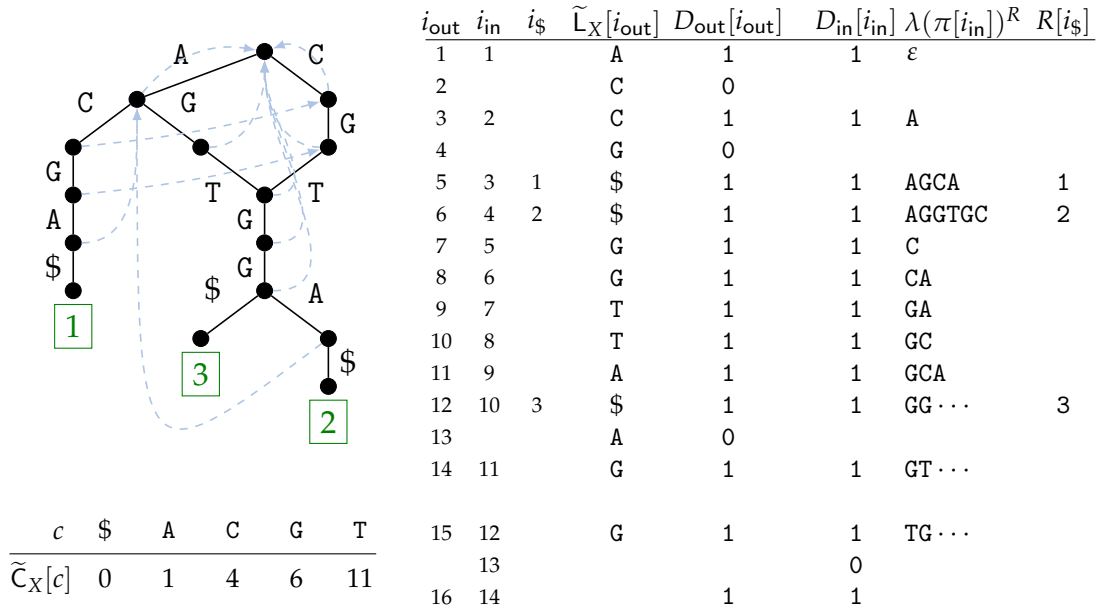 A C
C G G
G T T
A G
$ G
$ A
1 $
3
2
c $ A C G T
C̃_X[c] 0 1 4 6 11
i_out i_in i_$ L̃_X[i_out] D_out[i_out] D_in[i_in] λ(π[i_in])^R R[i_$]
1 1 A 1 1 ε
2 C 0
3 2 C 1 1 A
4 G 0
5 3 1 $ 1 1 AGCA 1
6 4 2 $ 1 1 AGGTGC 2
7 5 G 1 1 C
8 6 G 1 1 CA
9 7 T 1 1 GA
10 8 T 1 1 GC
11 9 A 1 1 GCA
12 10 3 $ 1 1 GG··· 3
13 A 0
14 11 G 1 1 GT···
15 12 G 1 1 TG···
13 0
16 14 1 1